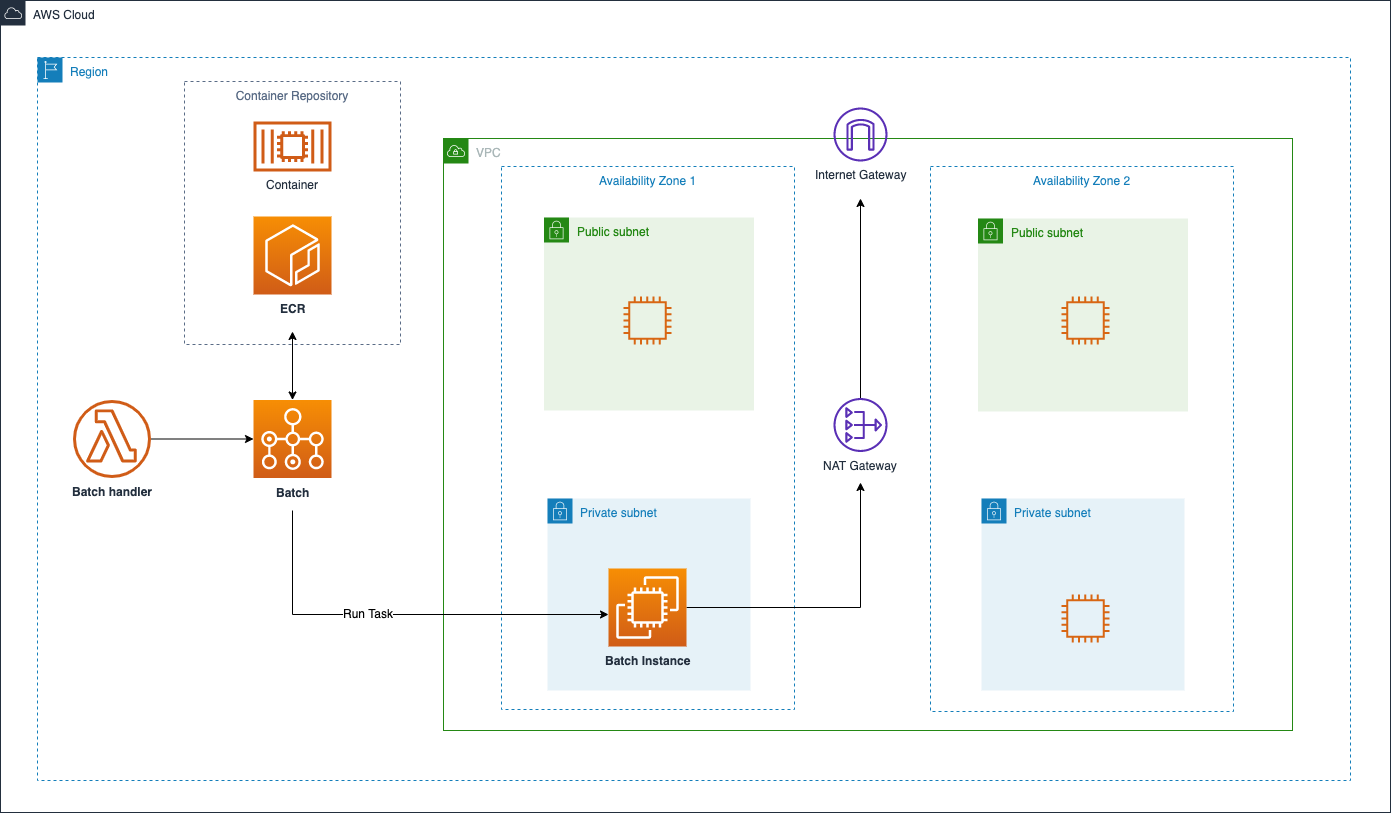 AWS Cloud
Region
Container Repository
Container
ECR
Batch handler
Batch
Run Task
VPC
Availability Zone 1
Public subnet
Private subnet
Batch Instance
Internet Gateway
NAT Gateway
Availability Zone 2
Public subnet
Private subnet